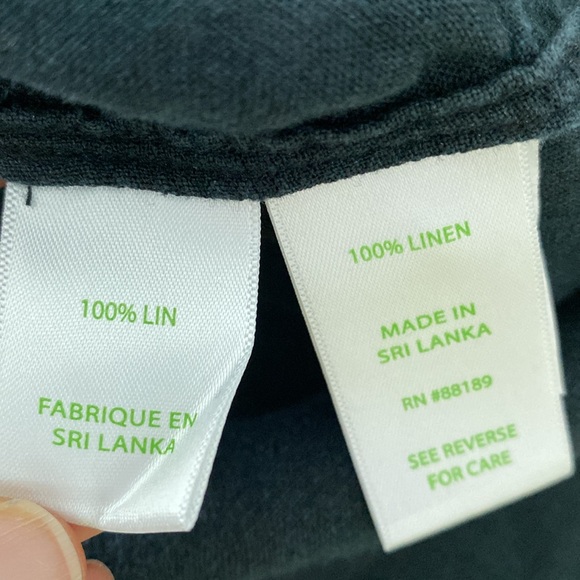 100% LIN
FABRIQUE EN
SRI LANKA
100% LINEN
MADE IN
SRI LANKA
RN #88189
SEE REVERSE
FOR CARE